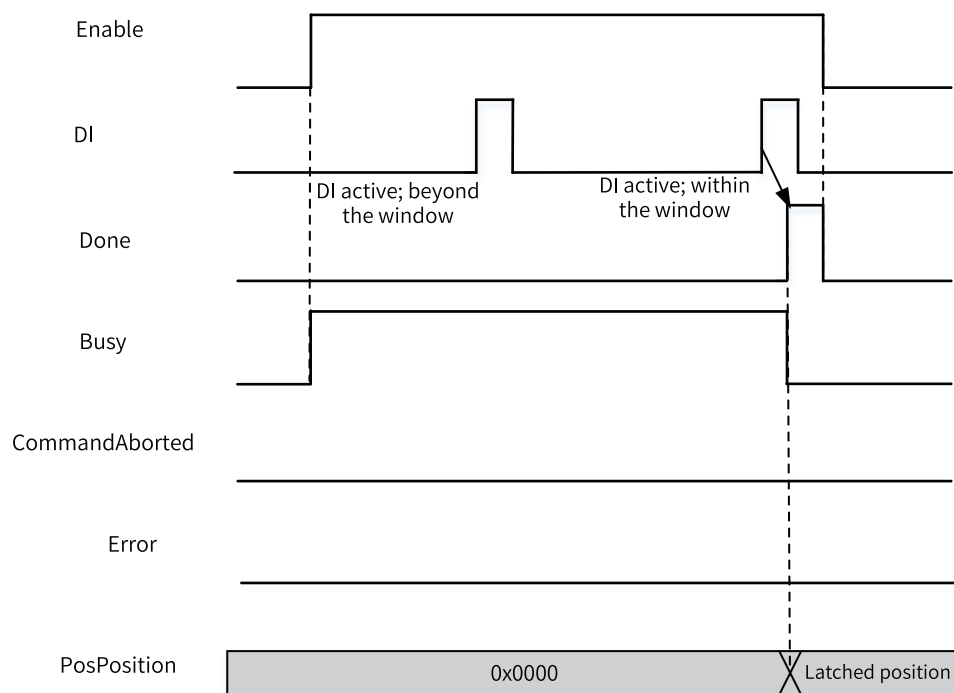 Enable
DI
DI active; beyond
the window
DI active; within
the window
Done
Busy
CommandAborted
Error
PosPosition
0x0000
Latched position